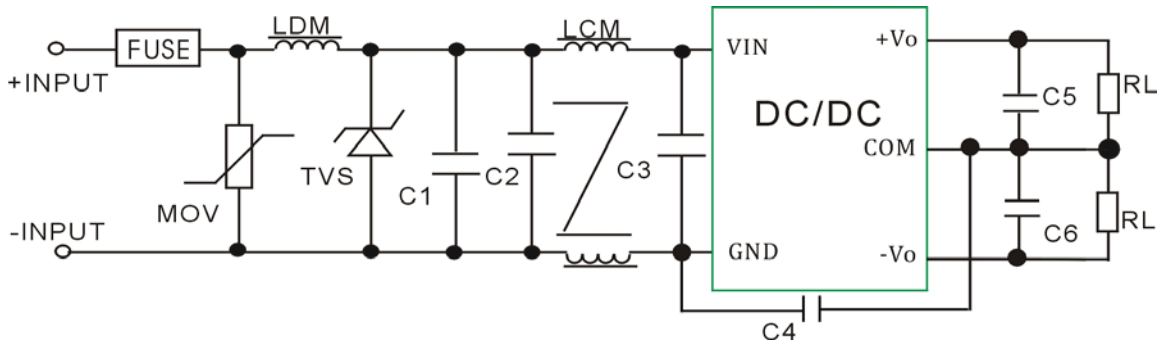 LDM
LCM
FUSE
+INPUT
VIN
+Vo
DC/DC
C5
RL
COM
TVS
C1
C2
C3
MOV
-INPUT
GND
C6
RL
-Vo
C4